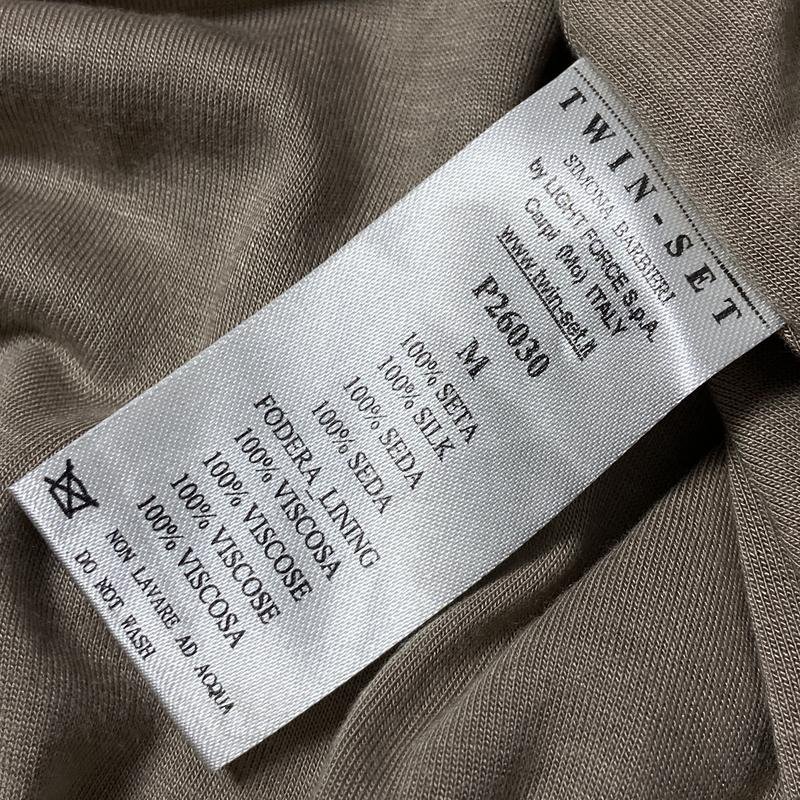 TWIN-SET
SIMONA BARBIERI
by LIGHT FORCE S.p.A.
Carpi (Mo) ITALY
www.twin-set.it
P26030
M
100% SETA
100% SILK
100% SEDA
100% SEDA
FODERA_LINING
100% VISCOSA
100% VISCOSE
100% VISCOSE
100% VISCOSA
NON LAVARE AD ACQUA
DO NOT WASH